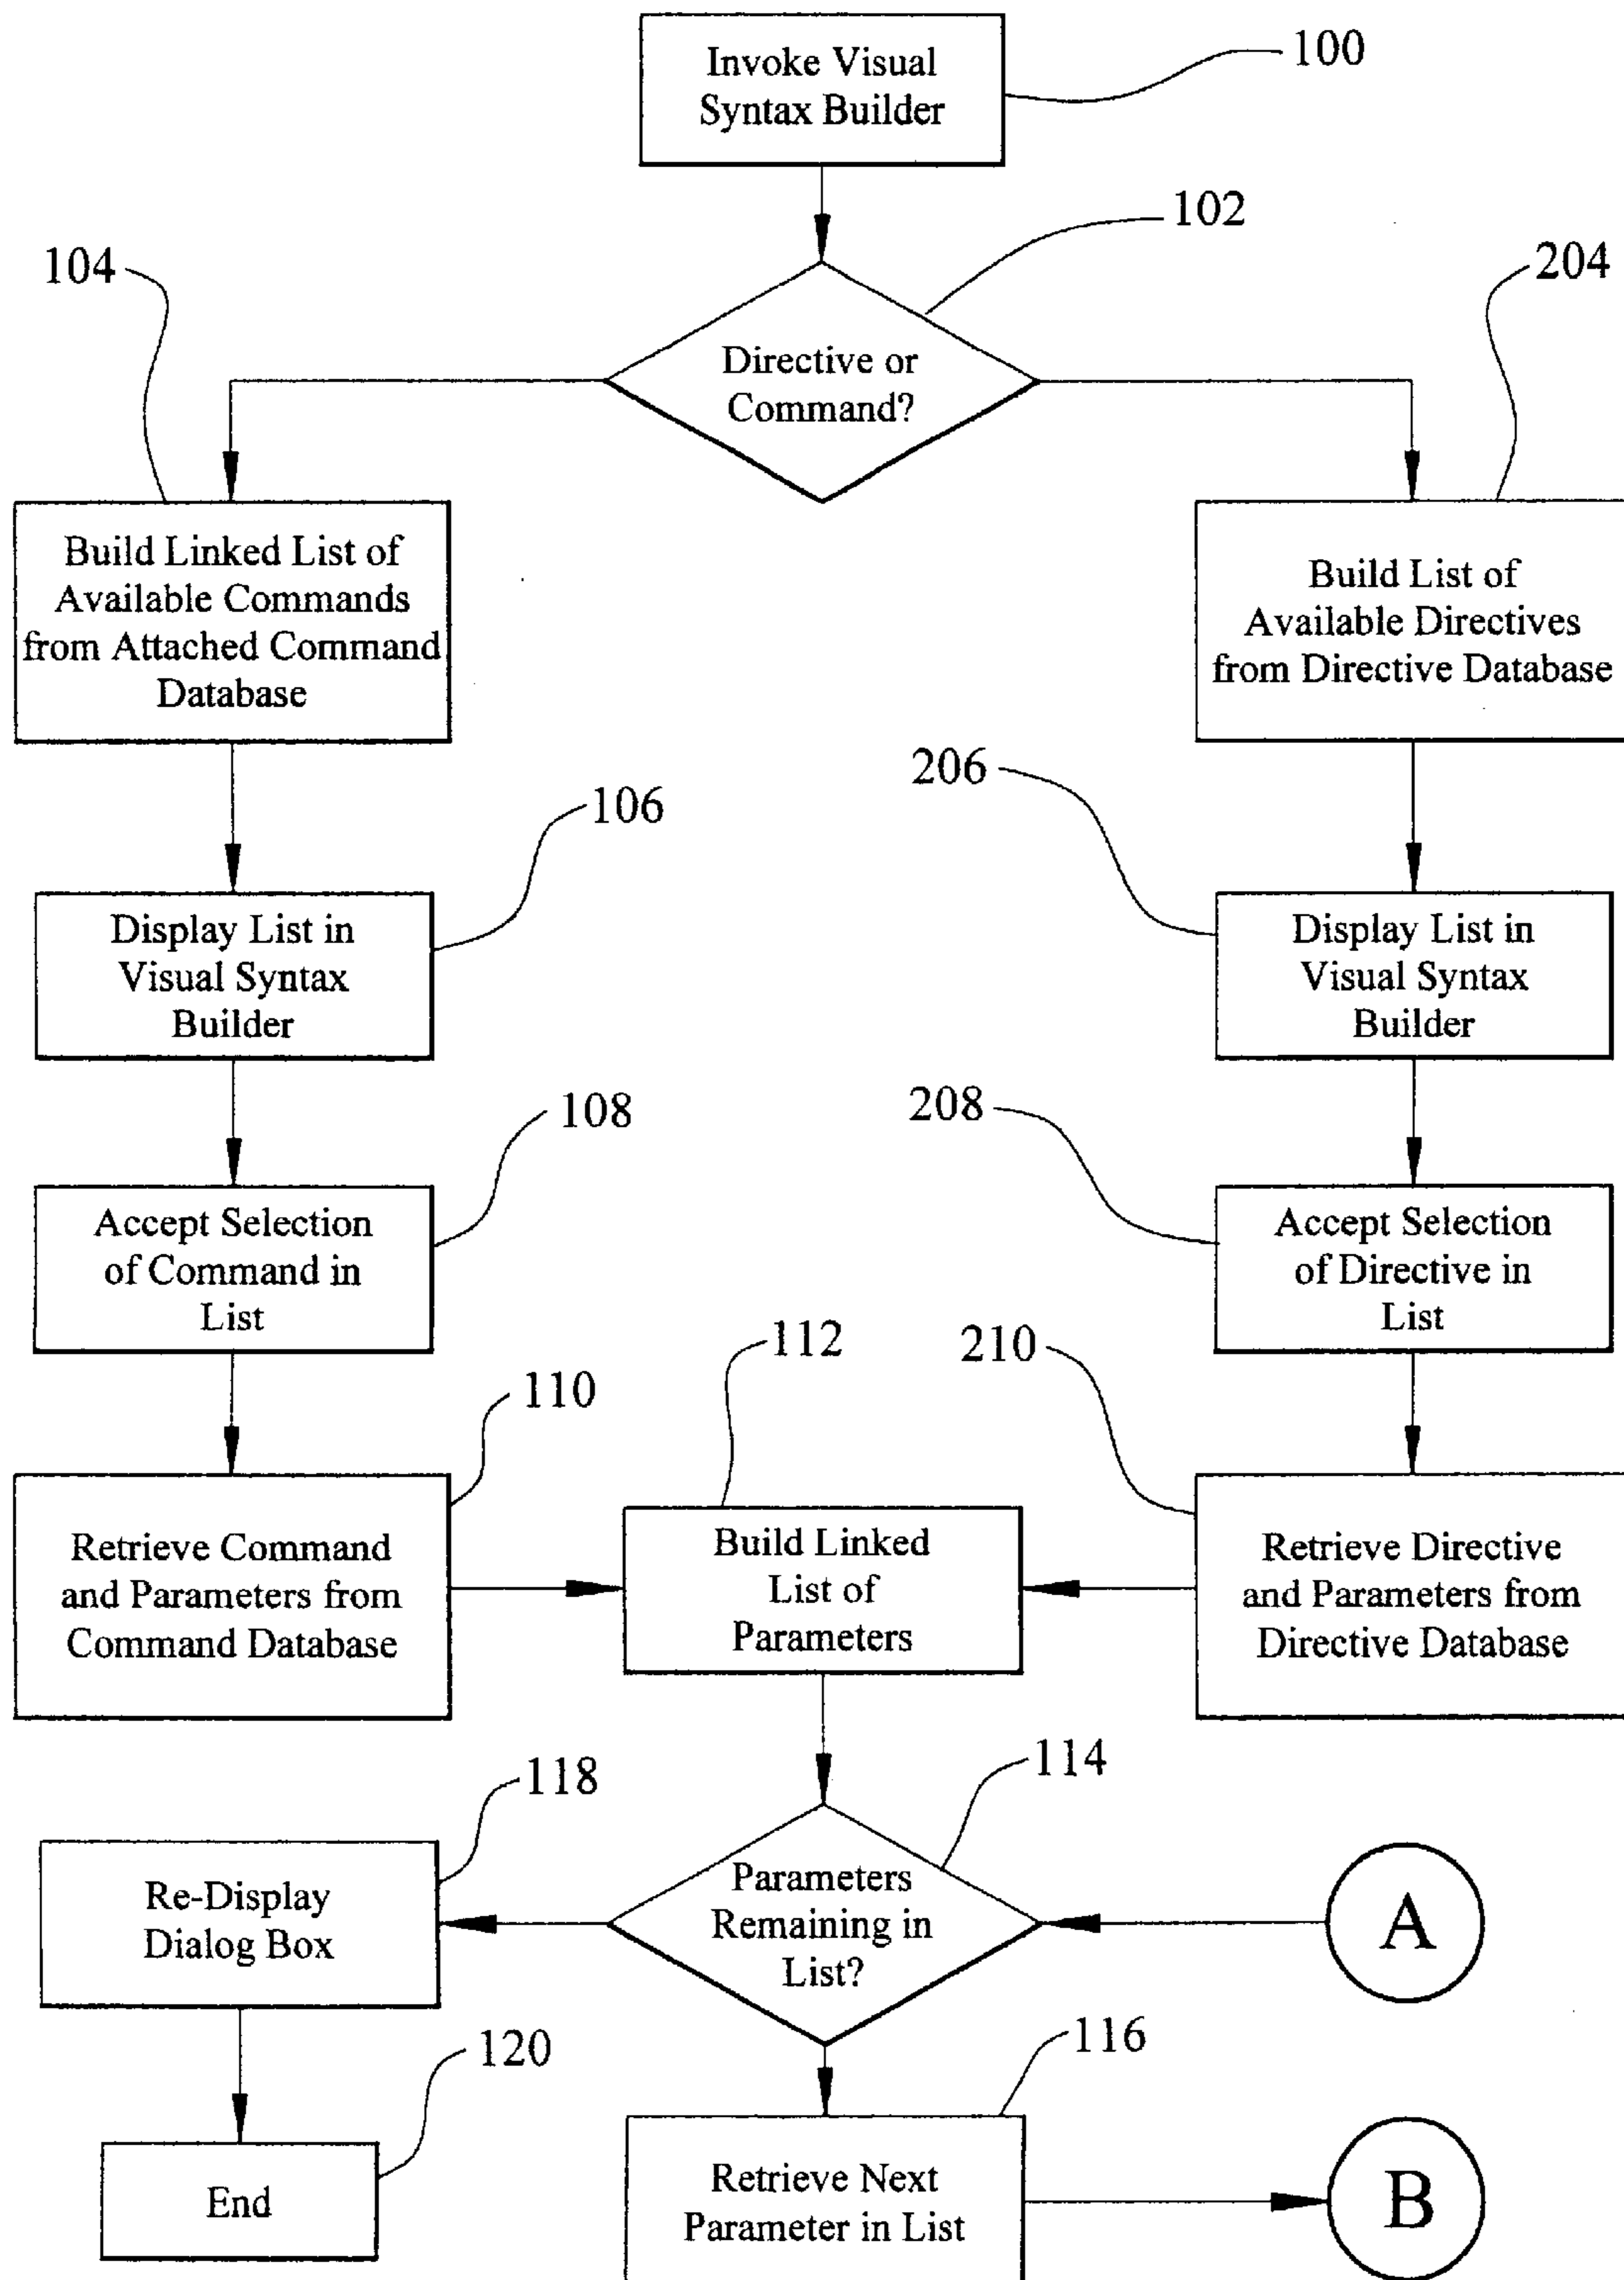 Invoke Visual
Syntax Builder
100
102
104
204
Directive or
Command?
Build Linked List of
Available Commands
from Attached Command
Database
Build List of
Available Directives
from Directive Database
106
206
Display List in
Visual Syntax
Builder
Display List in
Visual Syntax
Builder
108
208
Accept Selection
of Command in
List
Accept Selection
of Directive in
List
110
112
210
Retrieve Command
and Parameters from
Command Database
Build Linked
List of
Parameters
Retrieve Directive
and Parameters from
Directive Database
118
114
Re-Display
Dialog Box
Parameters
Remaining in
List?
A
120
116
End
Retrieve Next
Parameter in List
B